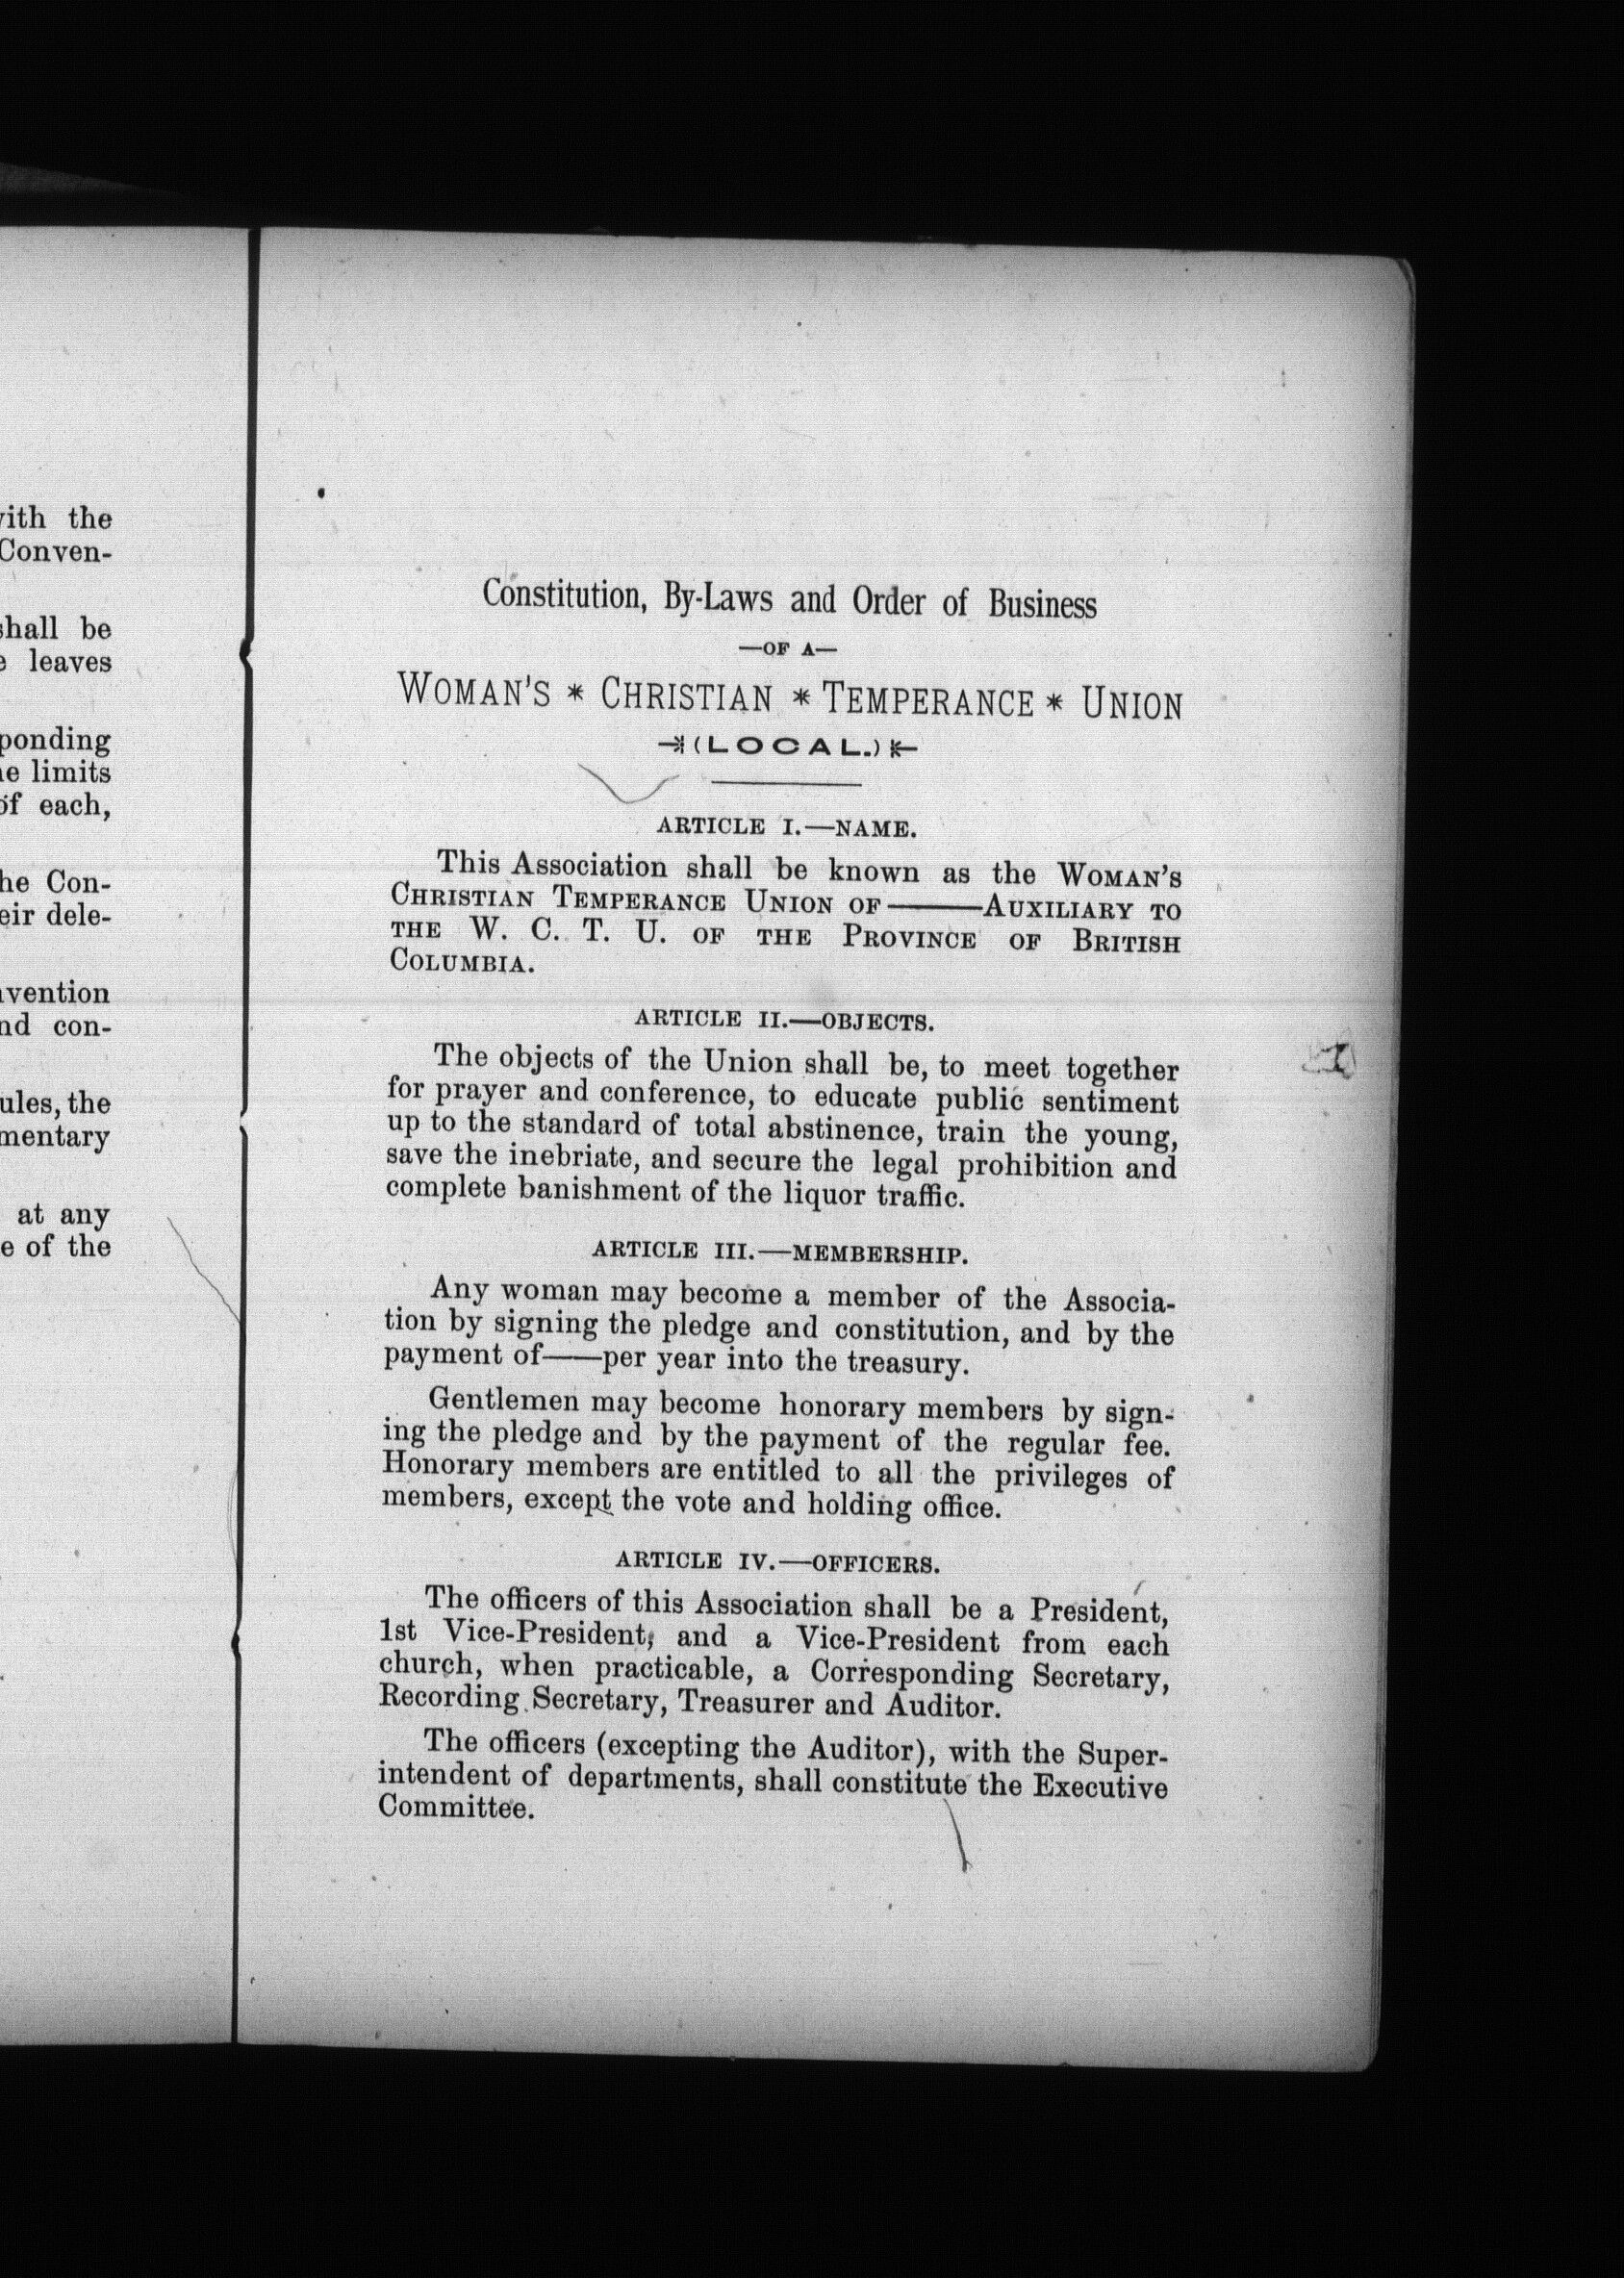 with the
Conven-
shall be
leaves
ponding
limits
of each,
the Con-
their dele-
nvention
and con-
rules, the
mentary
at any
of the
Constitution, By-Laws and Order of Business
—OF A—
WOMAN'S * CHRISTIAN * TEMPERANCE * UNION
(LOCAL.)
ARTICLE I.—NAME.
This Association shall be known as the WOMAN'S
CHRISTIAN TEMPERANCE UNION OF———AUXILIARY TO
THE W. C. T. U. OF THE PROVINCE OF BRITISH
COLUMBIA.
ARTICLE II.—OBJECTS.
The objects of the Union shall be, to meet together
for prayer and conference, to educate public sentiment
up to the standard of total abstinence, train the young,
save the inebriate, and secure the legal prohibition and
complete banishment of the liquor traffic.
ARTICLE III.—MEMBERSHIP.
Any woman may become a member of the Associa-
tion by signing the pledge and constitution, and by the
payment of——per year into the treasury.
Gentlemen may become honorary members by sign-
ing the pledge and by the payment of the regular fee.
Honorary members are entitled to all the privileges of
members, except the vote and holding office.
ARTICLE IV.—OFFICERS.
The officers of this Association shall be a President,
1st Vice-President, and a Vice-President from each
church, when practicable, a Corresponding Secretary,
Recording Secretary, Treasurer and Auditor.
The officers (excepting the Auditor), with the Super-
intendent of departments, shall constitute the Executive
Committee.